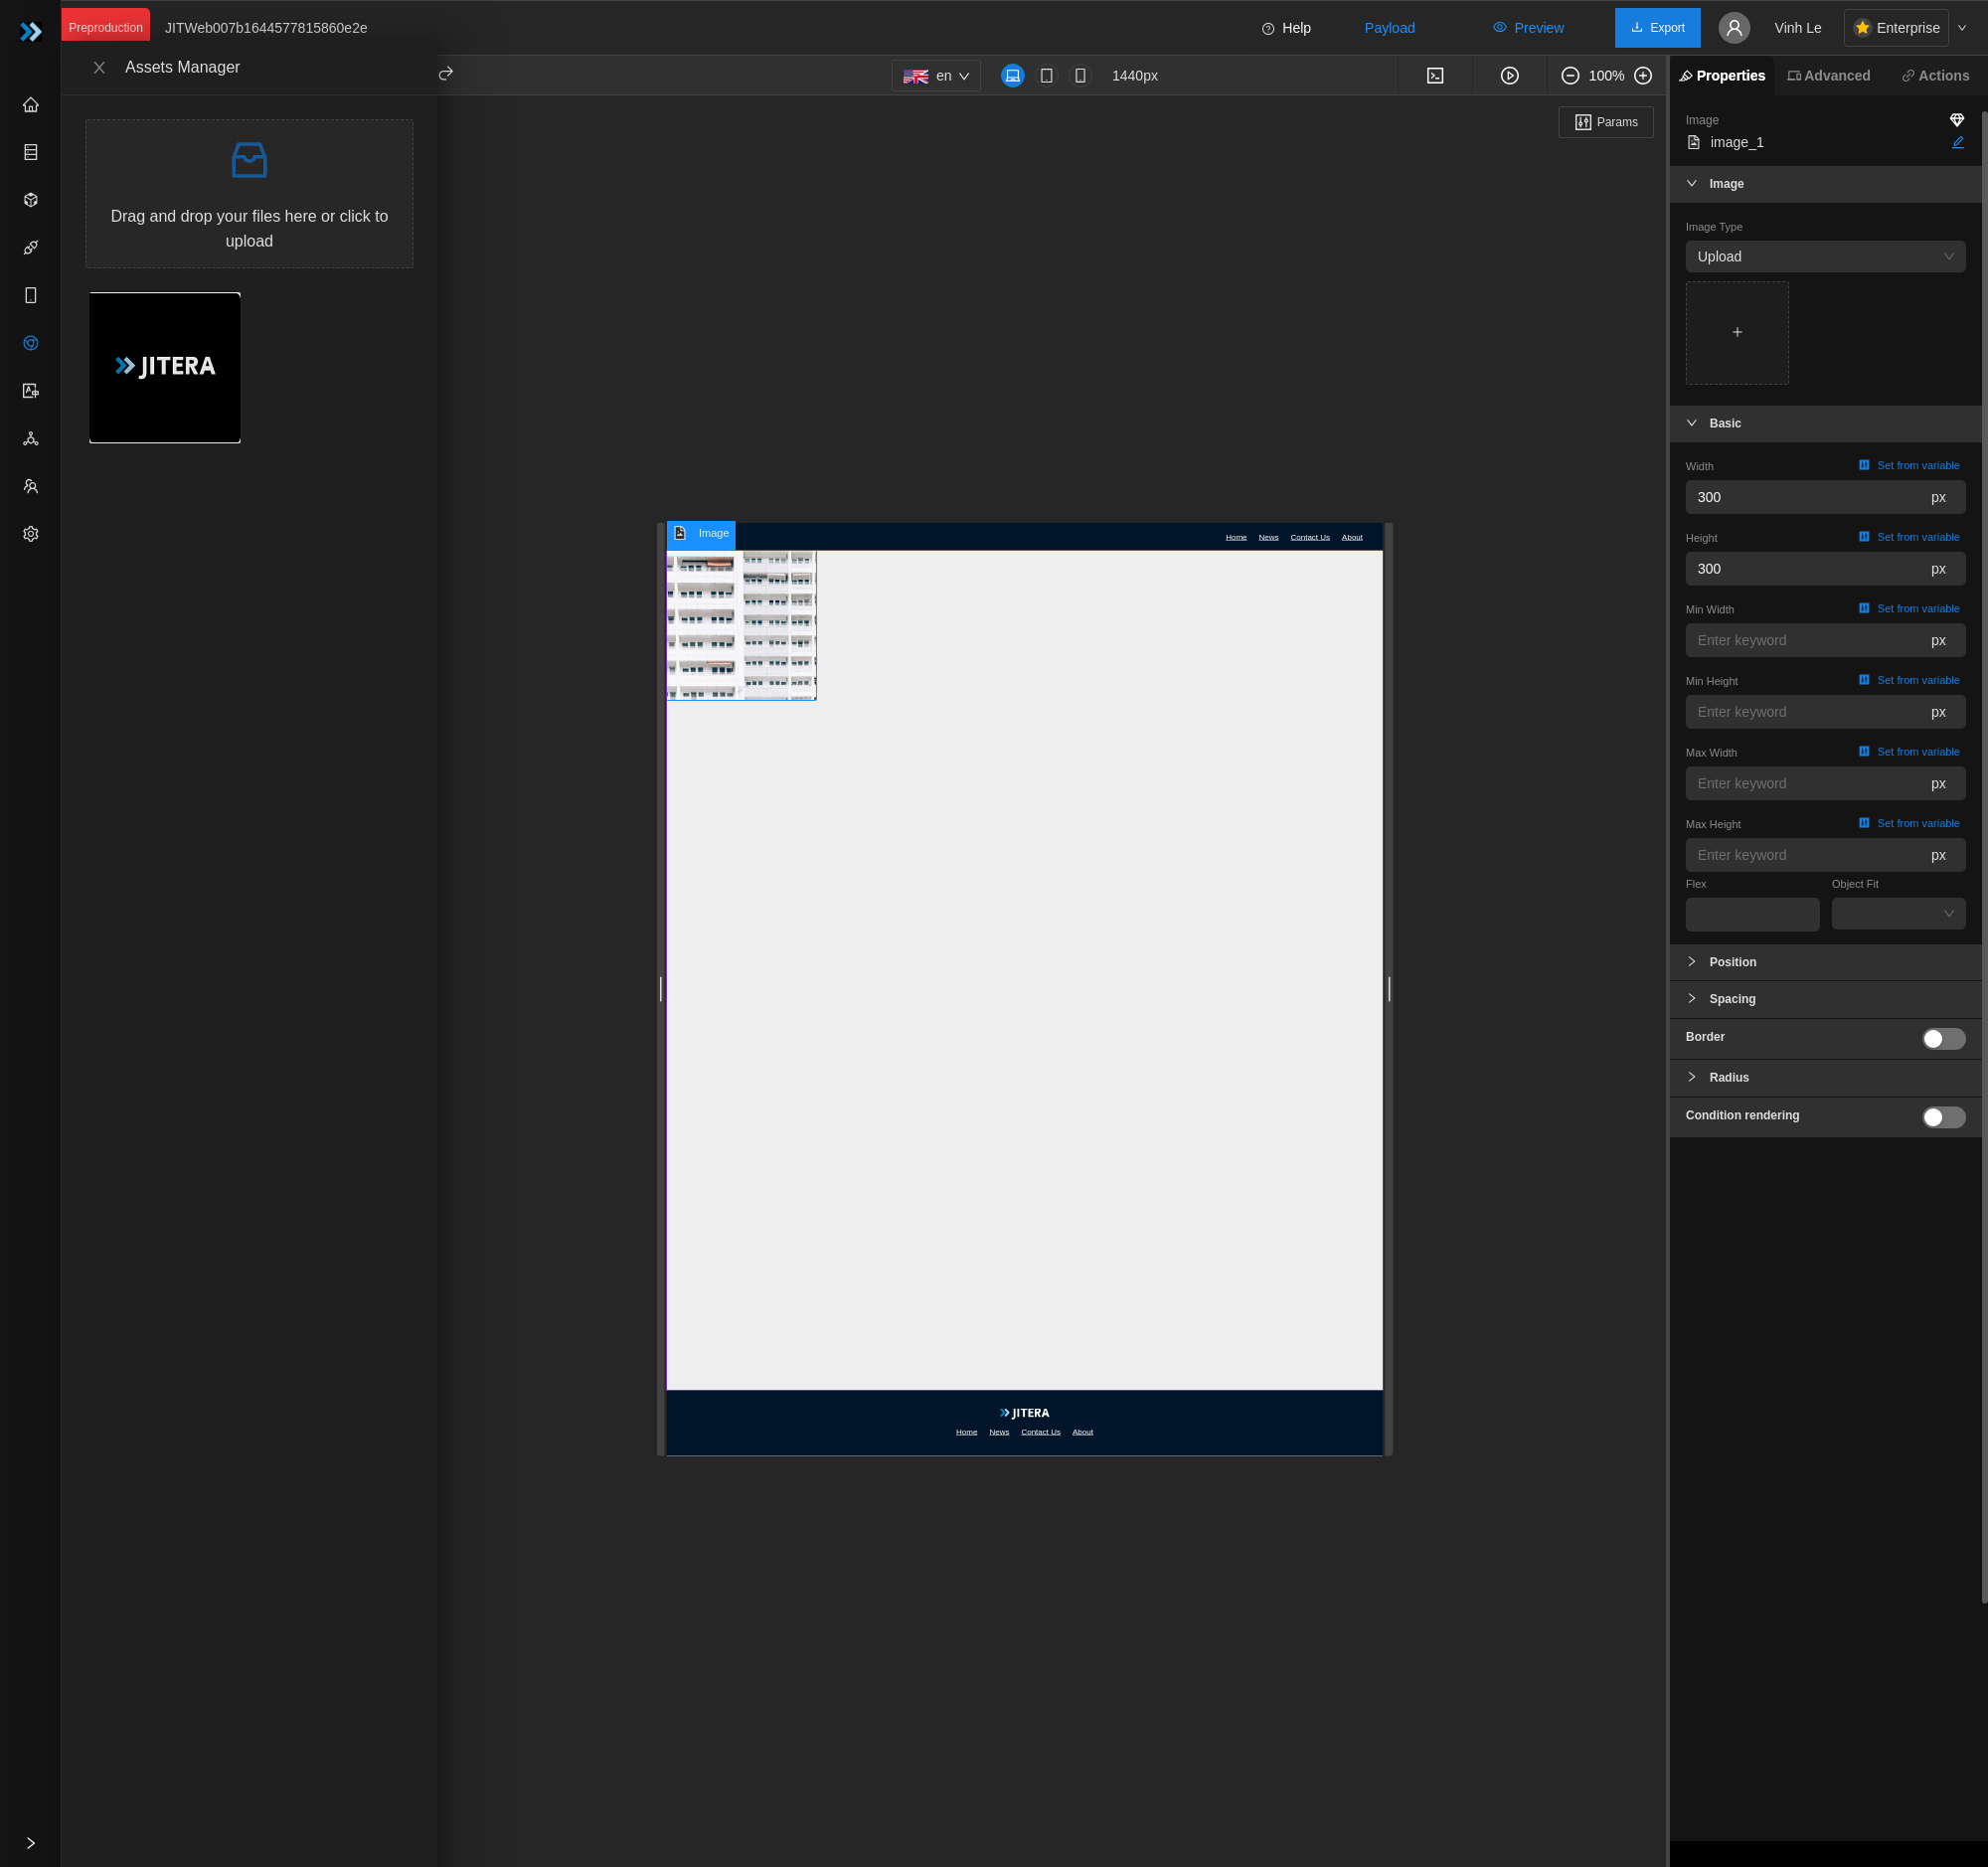 Preproduction
JITWeb007b1644577815860e2e
Help
Payload
Preview
Export
Vinh Le
Enterprise
Assets Manager
en
1440px
100%
Properties
Advanced
Actions
Drag and drop your files here or click to
upload
JITERA
Params
Image
Home
News
Contact Us
About
JITERA
Home
News
Contact Us
About
Image
image_1
Image
Image Type
Upload
Basic
Width
Set from variable
300
px
Height
Set from variable
300
px
Min Width
Set from variable
Enter keyword
px
Min Height
Set from variable
Enter keyword
px
Max Width
Set from variable
Enter keyword
px
Max Height
Set from variable
Enter keyword
px
Flex
Object Fit
Position
Spacing
Border
Radius
Condition rendering